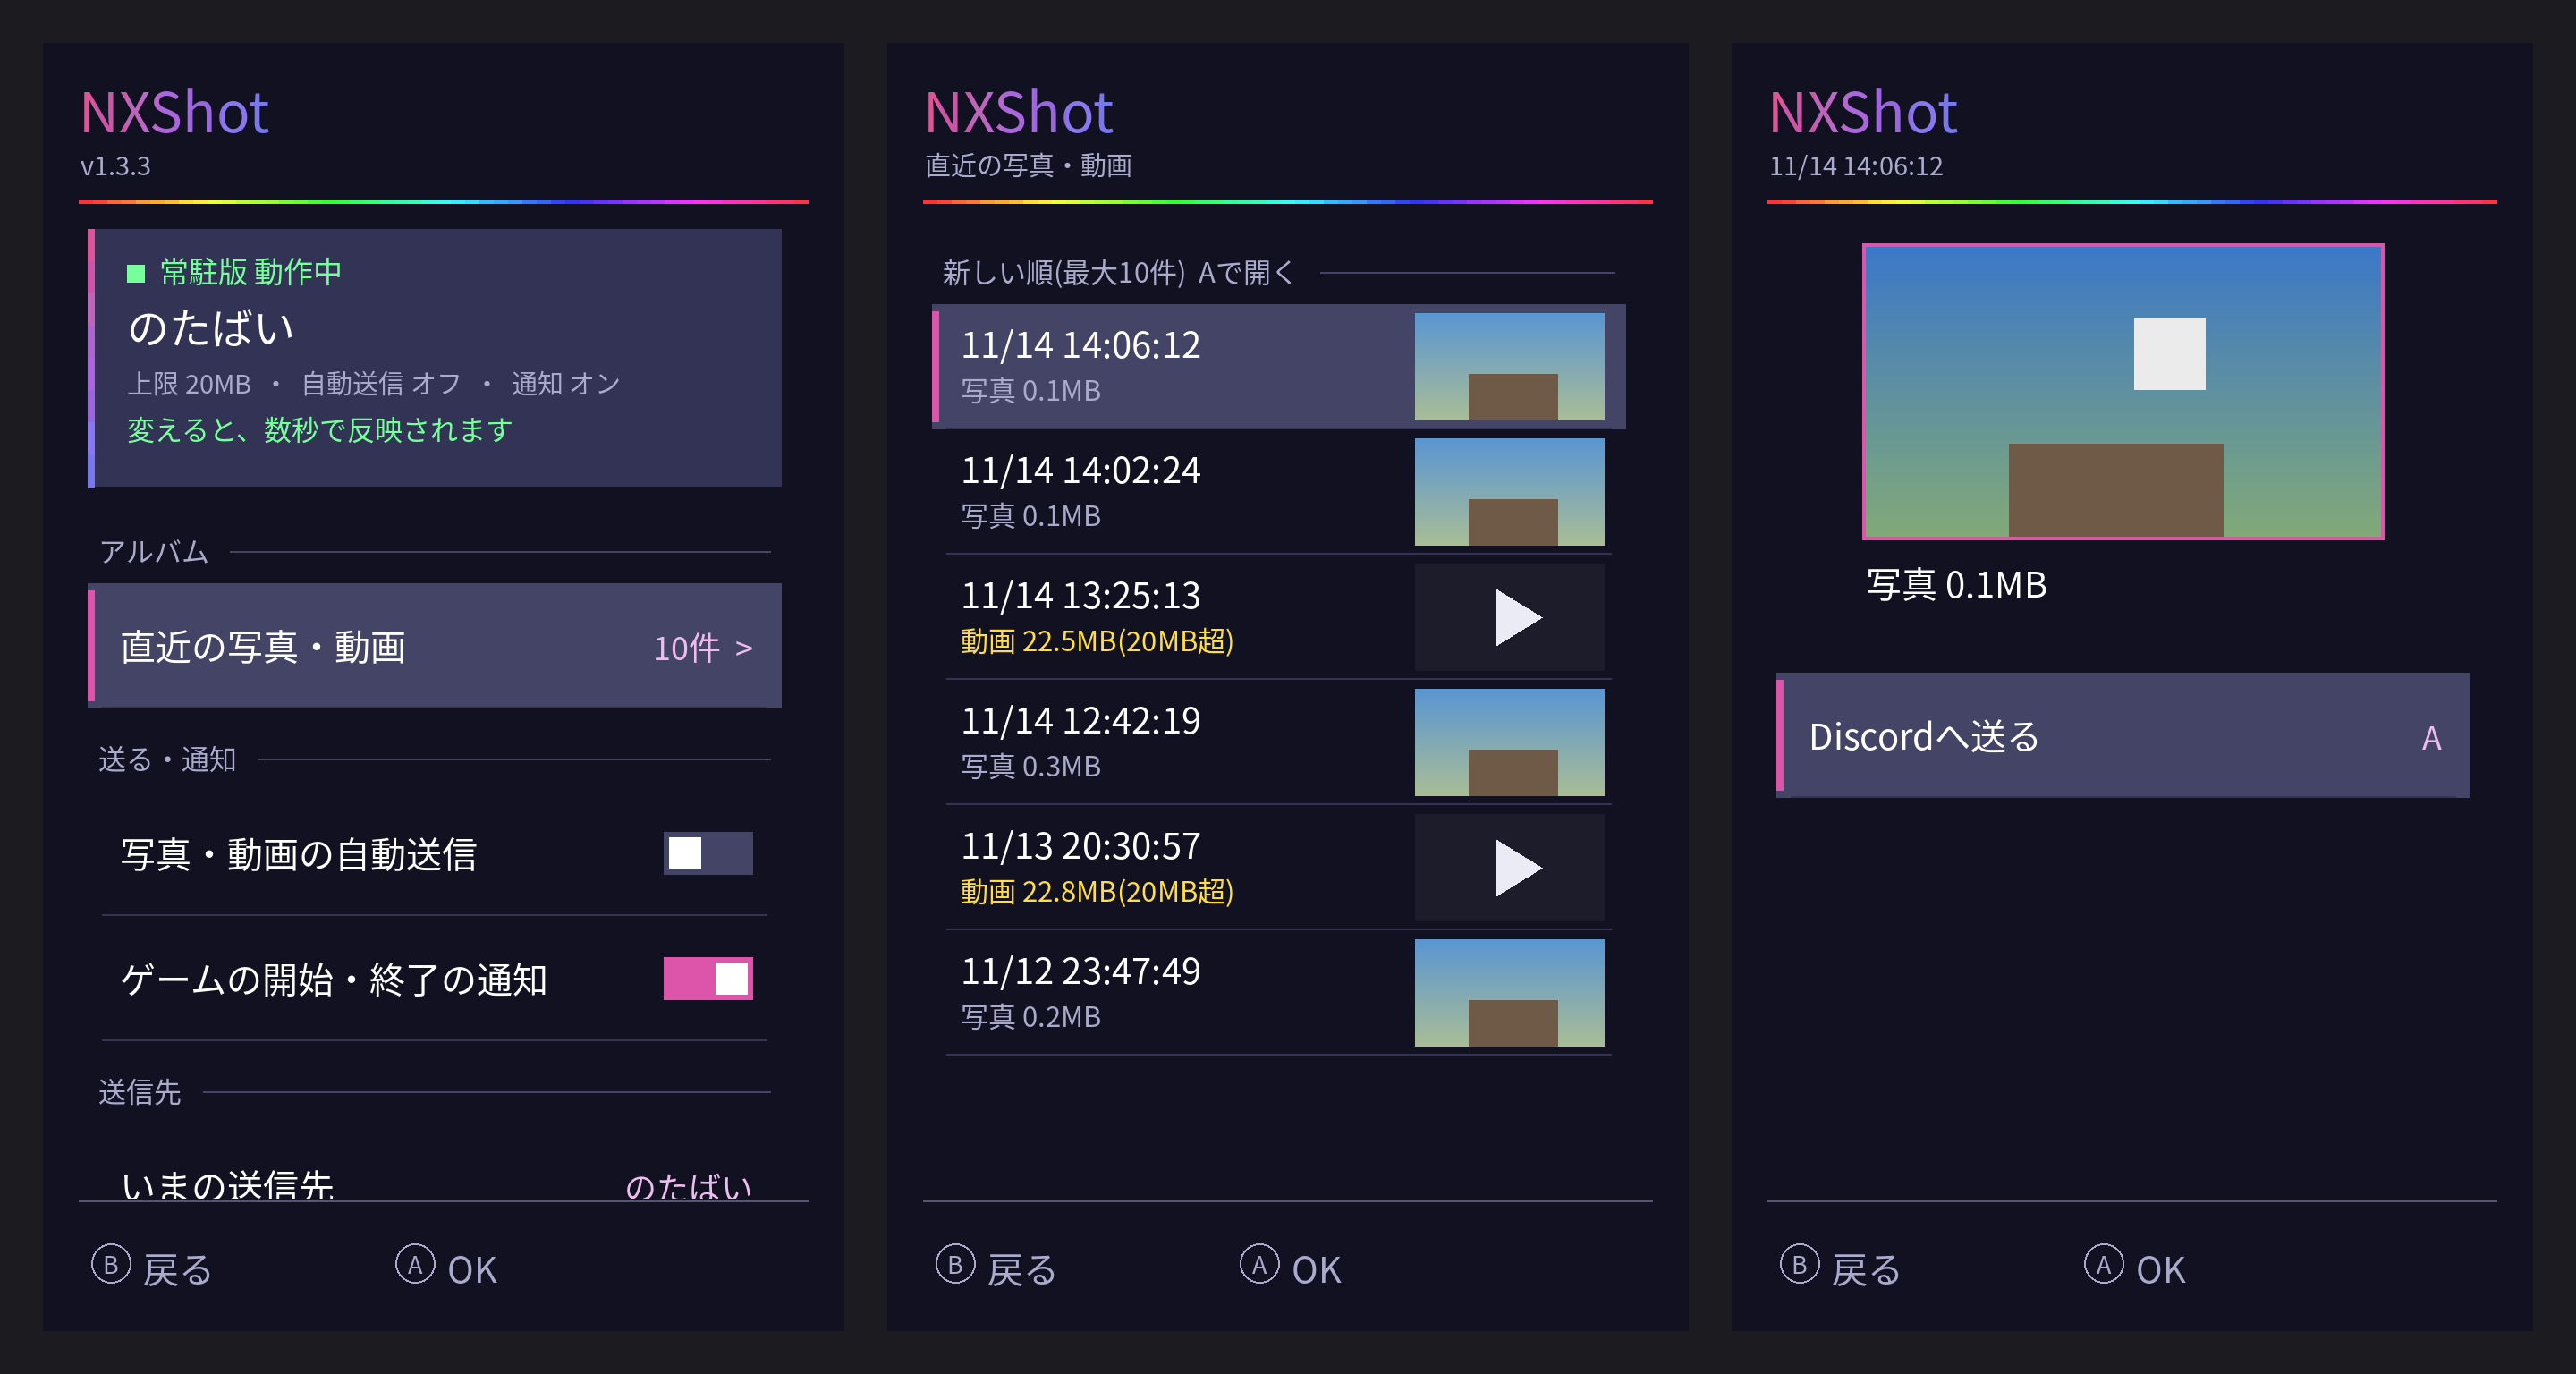 NXShot
v1.3.3
常駐版 動作中
のたばい
上限 20MB ・ 自動送信 オフ ・ 通知 オン
変えると、数秒で反映されます
アルバム
直近の写真・動画 10件 >
送る・通知
写真・動画の自動送信
ゲームの開始・終了の通知
送信先
いまの送信先 のたばい
B 戻る A OK
NXShot
直近の写真・動画
新しい順(最大10件) Aで開く
11/14 14:06:12
写真 0.1MB
11/14 14:02:24
写真 0.1MB
11/14 13:25:13
動画 22.5MB(20MB超)
11/14 12:42:19
写真 0.3MB
11/13 20:30:57
動画 22.8MB(20MB超)
11/12 23:47:49
写真 0.2MB
B 戻る A OK
NXShot
11/14 14:06:12
写真 0.1MB
Discordへ送る A
B 戻る A OK